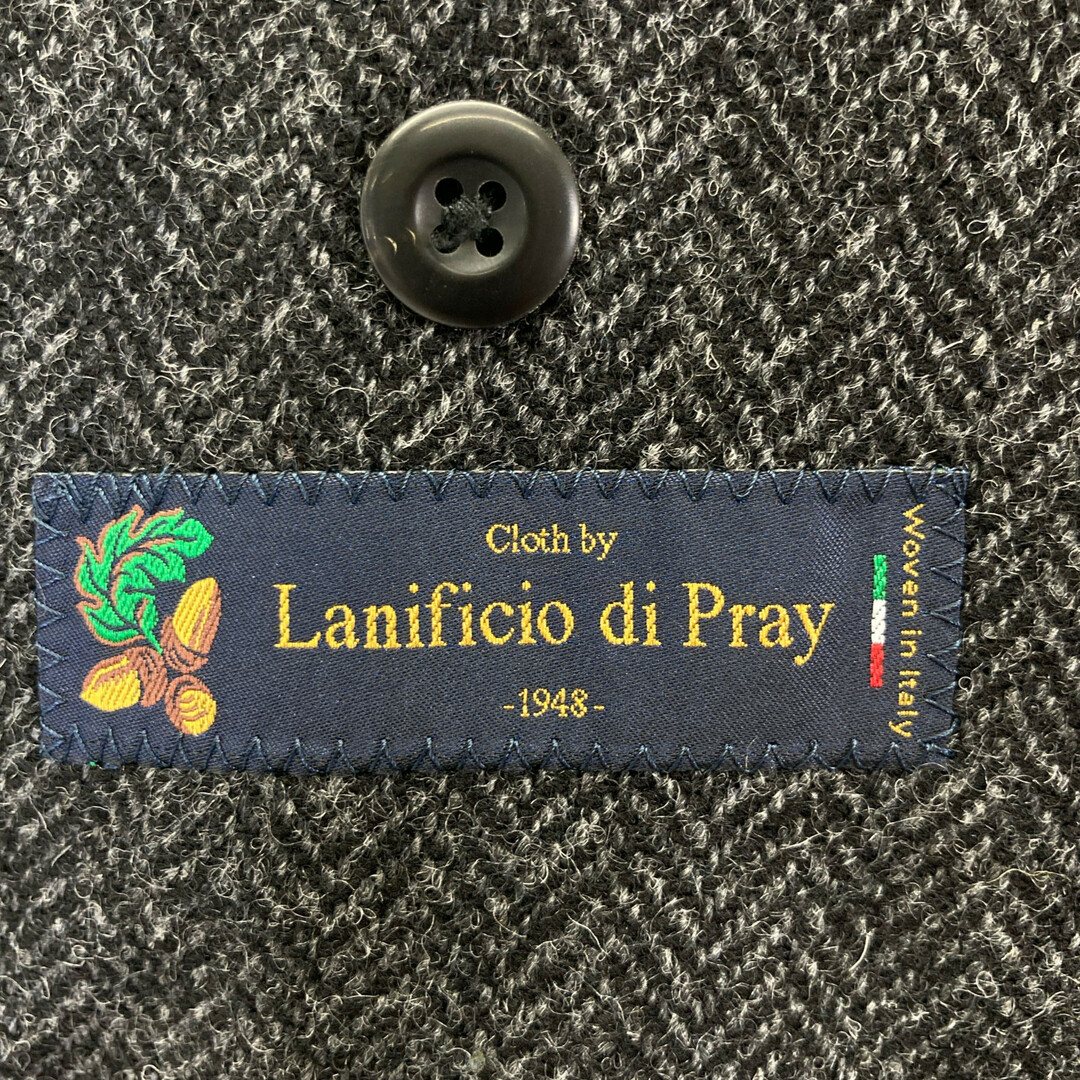 Cloth by
Lanificio di Pray
-1948-
Woven in Italy